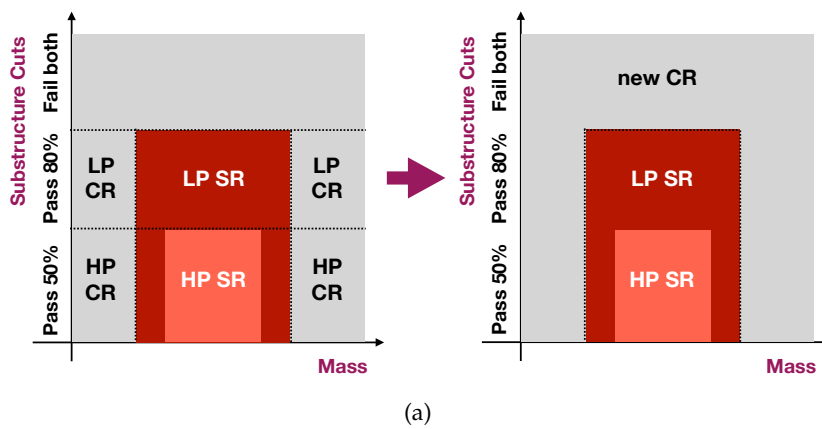 Substructure Cuts
Fail both
Pass 80%
Pass 50%
LP
CR
LP SR
LP
CR
HP
CR
HP SR
HP
CR
Mass
Substructure Cuts
Fail both
Pass 80%
Pass 50%
new CR
LP SR
HP SR
Mass
(a)